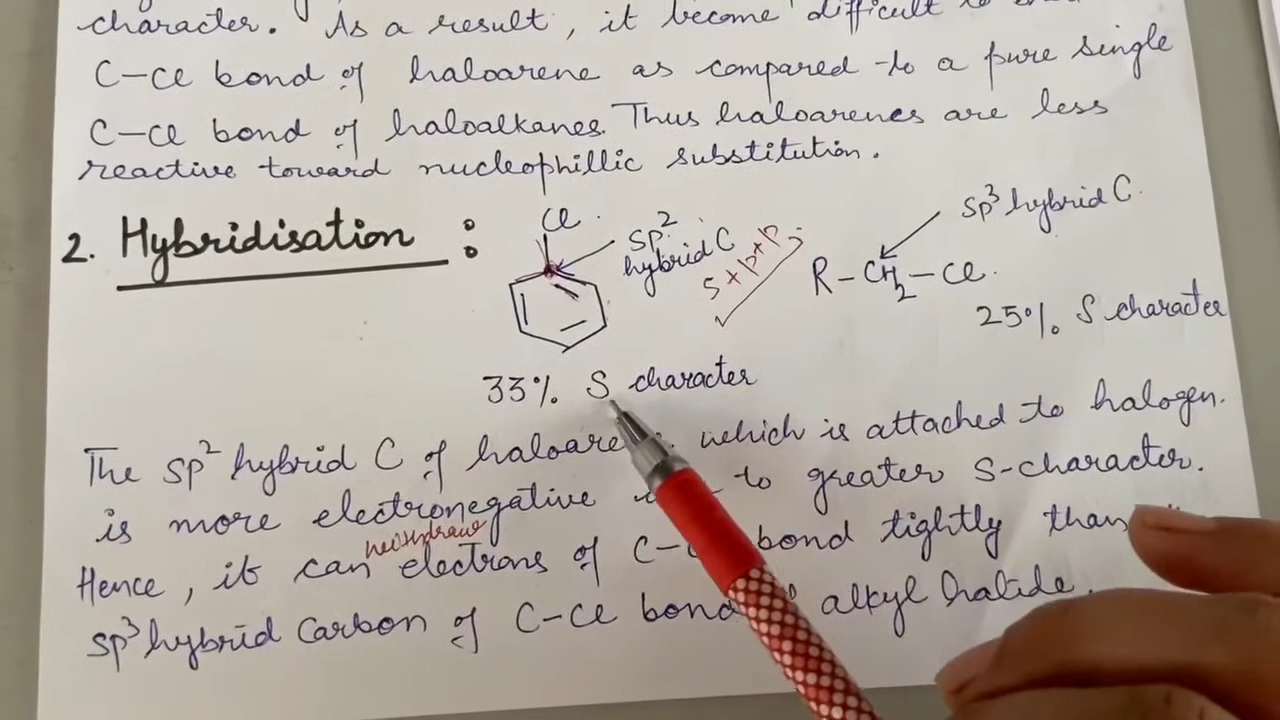 character. As a result, it become difficult to
C-Cl bond of haloarene as compared to a pure single
C-Cl bond of haloalkanes. Thus haloarenes are less
reactive toward nucleophillic substitution.
2. Hybridisation :
Cl
sp2 hybrid C
s+p+p
sp3 hybrid C.
R-CH2-Cl.
25% S character
33% S character
The sp2 hybrid C of which is attached to halogen.
is more electronegative to greater S-character.
Hence, it can electrons of bond tightly than
sp3 hybrid carbon of C-Cl bond alkyl halide.